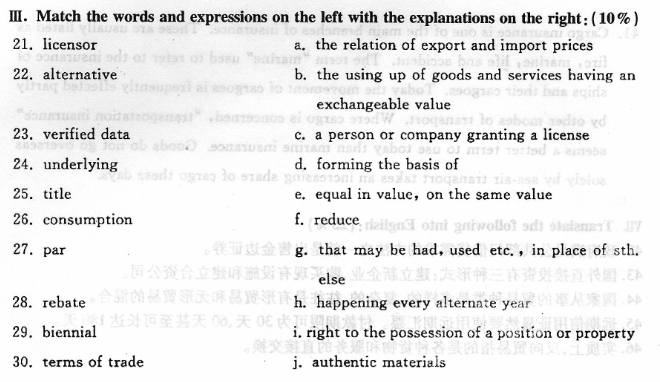 III. Match the words and expressions on the left with the explanations on the right: (10%)
21. licensor a. the relation of export and import prices
22. alternative b. the using up of goods and services having an
exchangeable value
23. verified data c. a person or company granting a license
24. underlying d. forming the basis of
25. title e. equal in value, on the same value
26. consumption f. reduce
27. par g. that may be had, used etc., in place of sth.
else
28. rebate h. happening every alternate year
29. biennial i. right to the possession of a position or property
30. terms of trade j. authentic materials